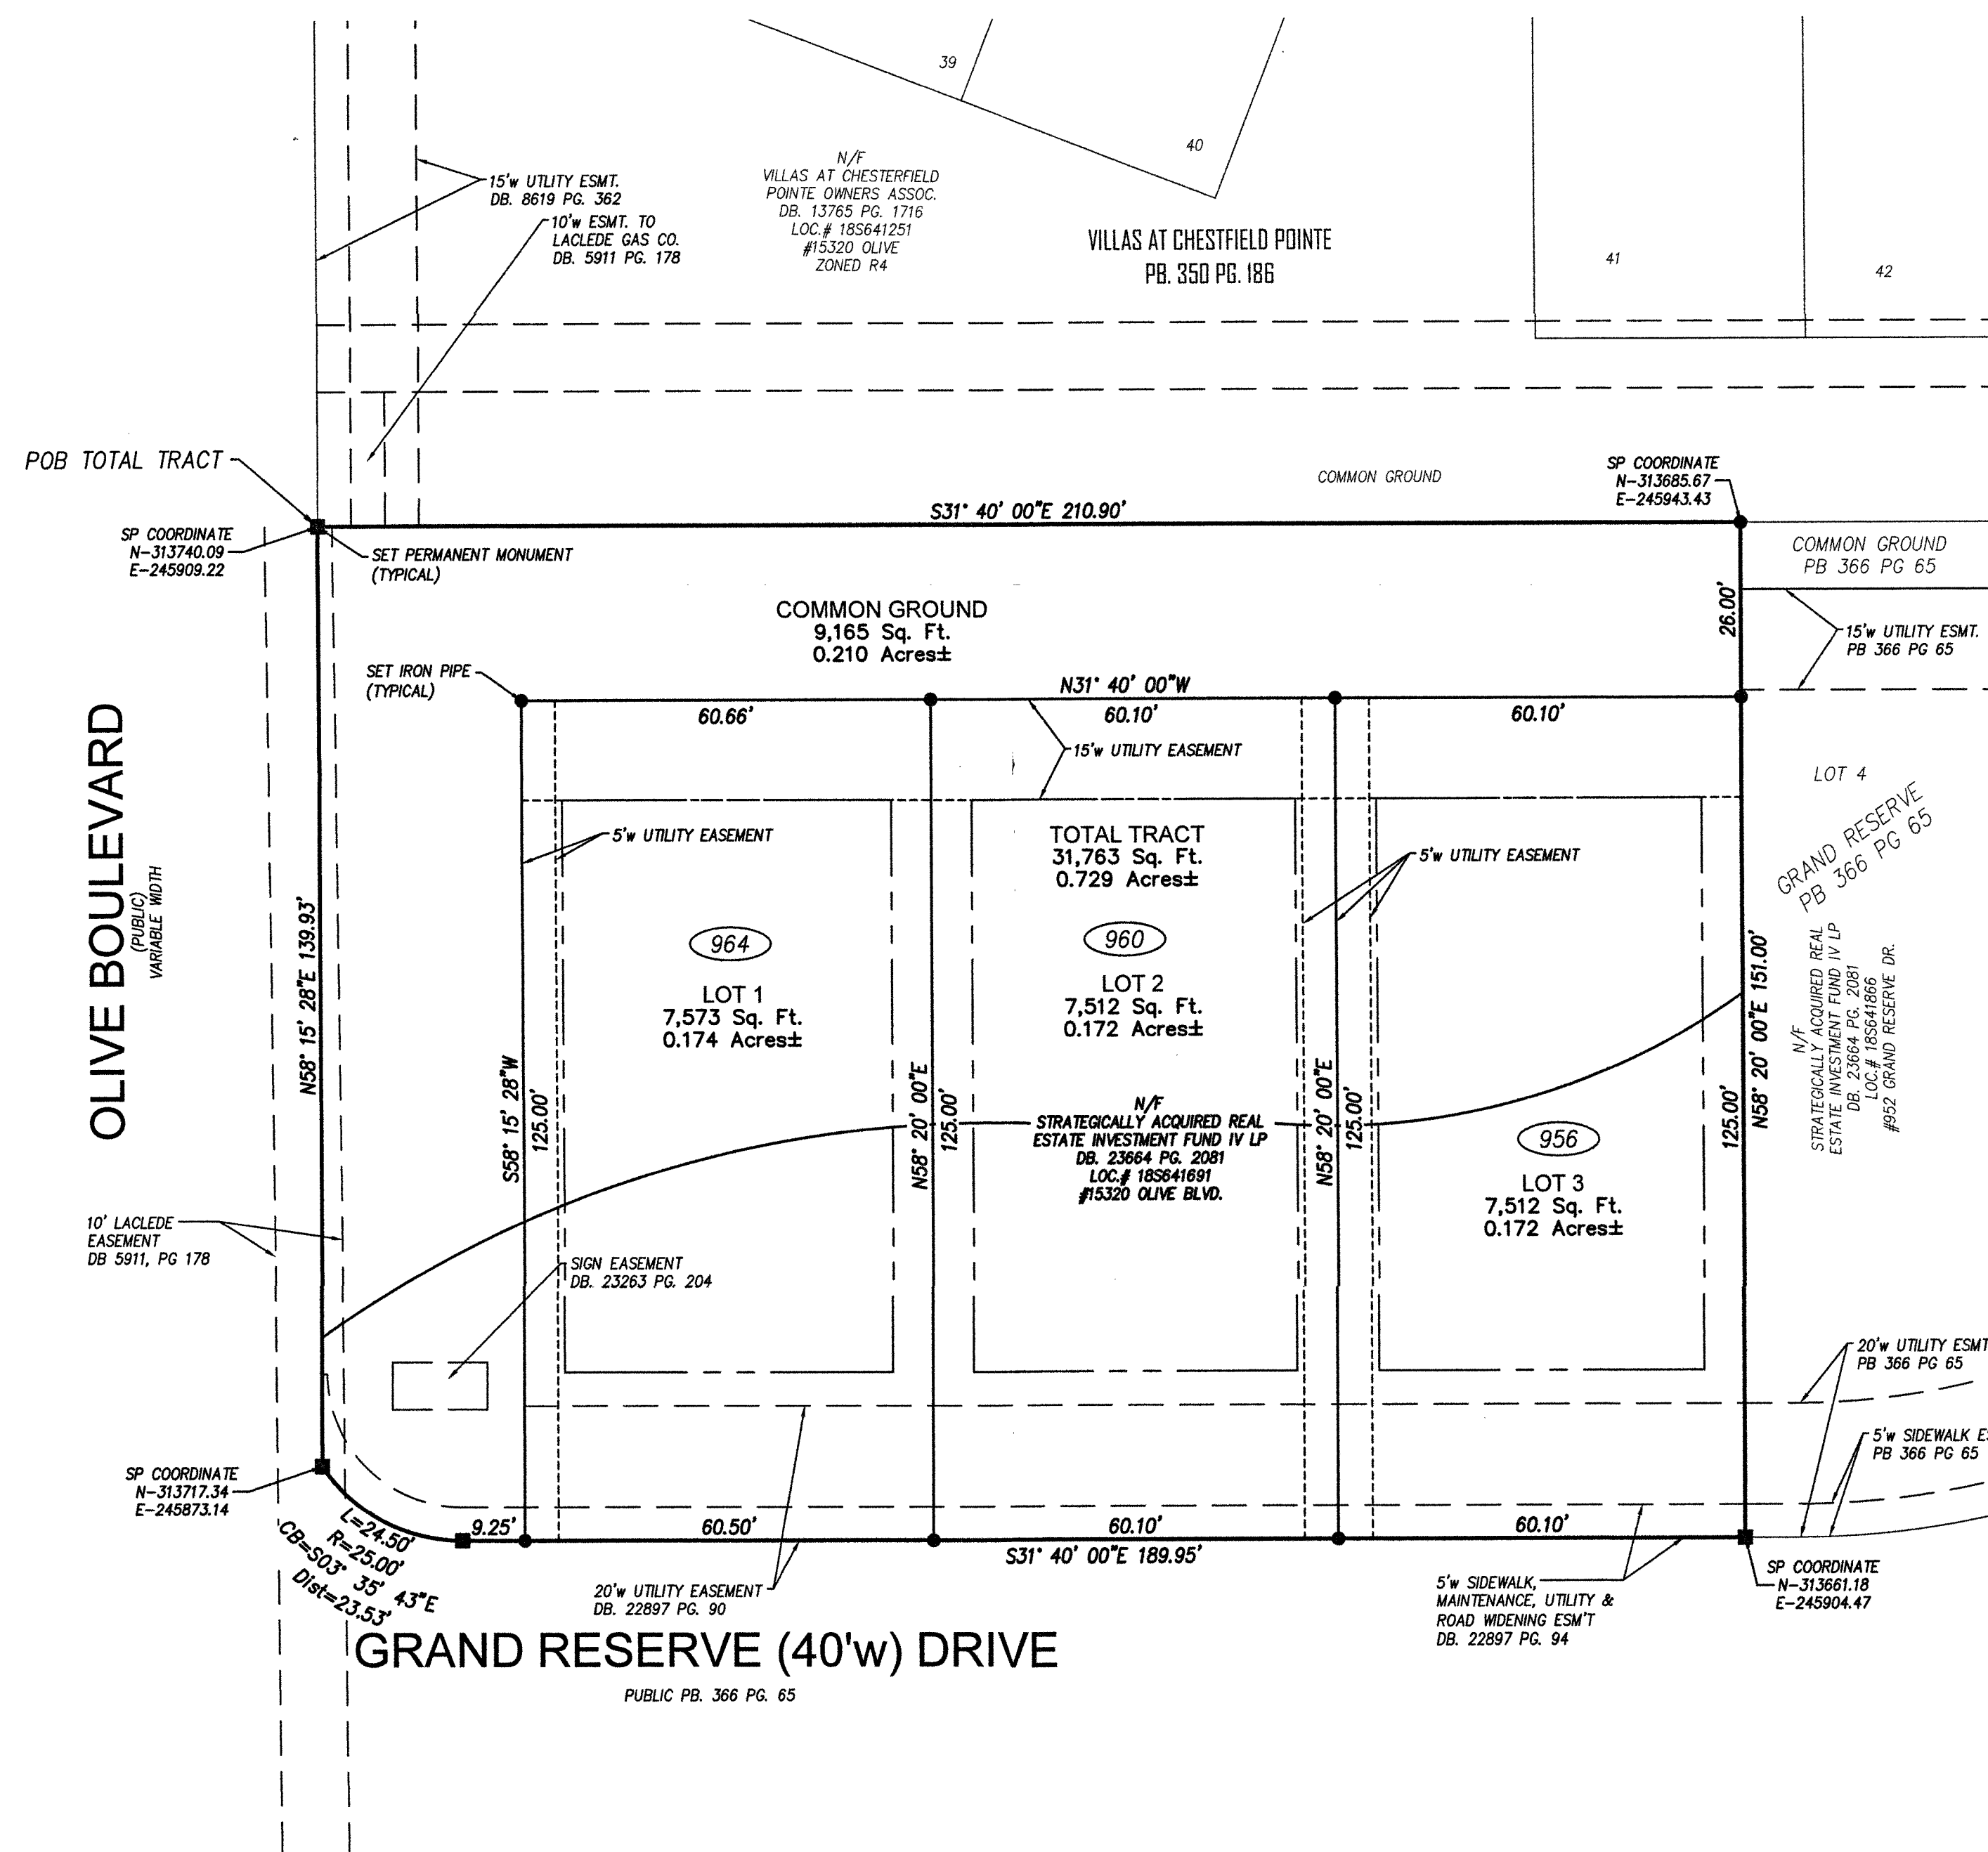 39
40
N/F
VILLAS AT CHESTERFIELD
POINTE OWNERS ASSOC.
DB. 13765 PG. 1716
LOC.# 18S641251
#15320 OLIVE
ZONED R4
15'w UTILITY ESMT.
DB. 8619 PG. 362
10'w ESMT. TO
LACLEDE GAS CO.
DB. 5911 PG. 178
VILLAS AT CHESTFIELD POINTE
PB. 350 PG. 186
41
42
POB TOTAL TRACT
COMMON GROUND
SP COORDINATE
N-313685.67
E-245943.43
S31° 40' 00"E 210.90'
SP COORDINATE
N-313740.09
E-245909.22
SET PERMANENT MONUMENT
(TYPICAL)
COMMON GROUND
PB 366 PG 65
COMMON GROUND
9,165 Sq. Ft.
0.210 Acres±
26.00'
15'w UTILITY ESMT.
PB 366 PG 65
SET IRON PIPE
(TYPICAL)
N31° 40' 00"W
60.66'
60.10'
60.10'
15'w UTILITY EASEMENT
OLIVE BOULEVARD
(PUBLIC)
VARIABLE WIDTH
N58° 15' 28"E 139.93'
5'w UTILITY EASEMENT
TOTAL TRACT
31,763 Sq. Ft.
0.729 Acres±
5'w UTILITY EASEMENT
LOT 4
GRAND RESERVE
PB 366 PG 65
964
LOT 1
7,573 Sq. Ft.
0.174 Acres±
960
LOT 2
7,512 Sq. Ft.
0.172 Acres±
S58° 15' 28"W
125.00'
N58° 20' 00"E
125.00'
N/F
STRATEGICALLY ACQUIRED REAL
ESTATE INVESTMENT FUND IV LP
DB. 23664 PG. 2081
LOC.# 18S641691
#15320 OLIVE BLVD.
N58° 20' 00"E
125.00'
956
LOT 3
7,512 Sq. Ft.
0.172 Acres±
125.00'
N58° 20' 00"E 151.00'
N/F
STRATEGICALLY ACQUIRED REAL
ESTATE INVESTMENT FUND IV LP
DB. 23664 PG. 2081
LOC.# 18S641866
#952 GRAND RESERVE DR.
10' LACLEDE
EASEMENT
DB 5911, PG 178
SIGN EASEMENT
DB. 23263 PG. 204
20'w UTILITY ESMT
PB 366 PG 65
5'w SIDEWALK ES
PB 366 PG 65
SP COORDINATE
N-313717.34
E-245873.14
L=24.50'
R=25.00'
CB=S03° 35' 43"E
Dist=23.53'
9.25'
60.50'
60.10'
60.10'
S31° 40' 00"E 189.95'
20'w UTILITY EASEMENT
DB. 22897 PG. 90
5'w SIDEWALK,
MAINTENANCE, UTILITY &
ROAD WIDENING ESM'T
DB. 22897 PG. 94
SP COORDINATE
N-313661.18
E-245904.47
GRAND RESERVE (40'w) DRIVE
PUBLIC PB. 366 PG. 65